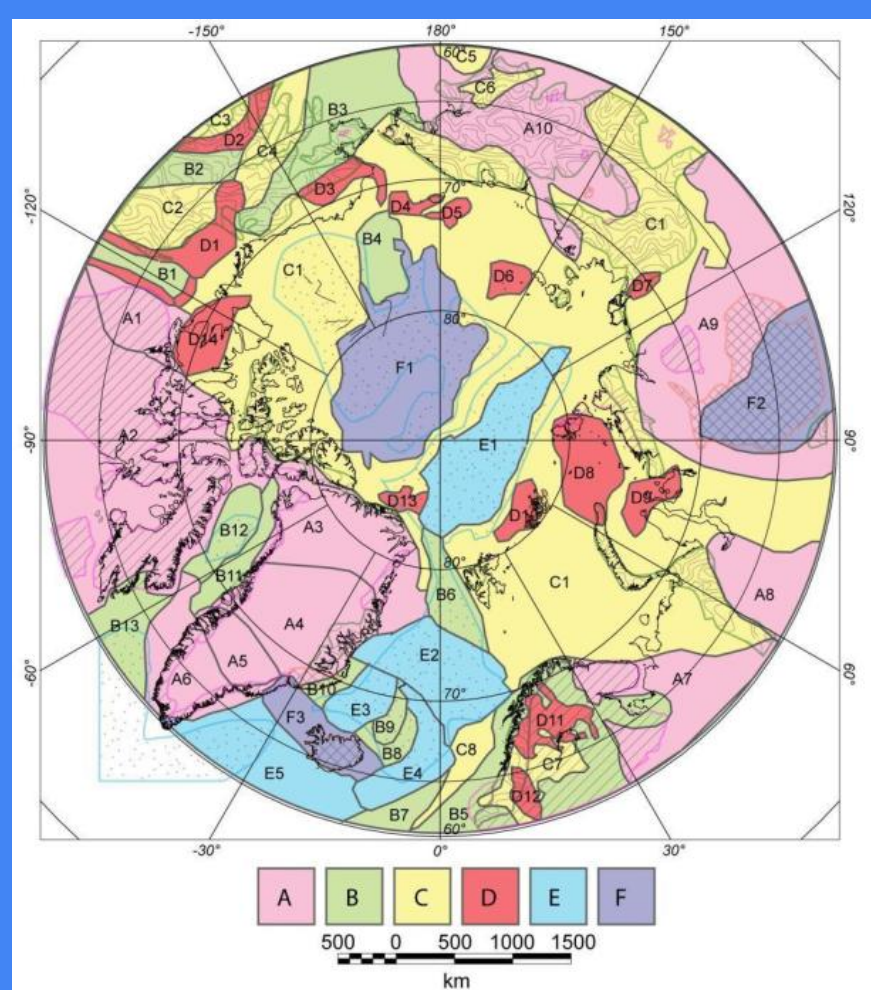 -150° 180° 150°
60° C5
C6
C3 B3
D2 A10
C4
B2
D3 70°
-120° C2 D4 D5 120°
D1 B4 C1
B1 C1 D6 D7
A1 80° A9
D14
F1 F2
A2 E1
-90° 90°
D8
D13 D9
A3 D1
B12
80° C1
B11 B6 A8
A4
B13
E2
-60° A5 60°
A6 70° A7
B10
F3 E3 D11
B9
C8
B8 C7
E5 E4
D12
B7 B5
60°
-30° 0° 30°
A B C D E F
500 0 500 1000 1500
km